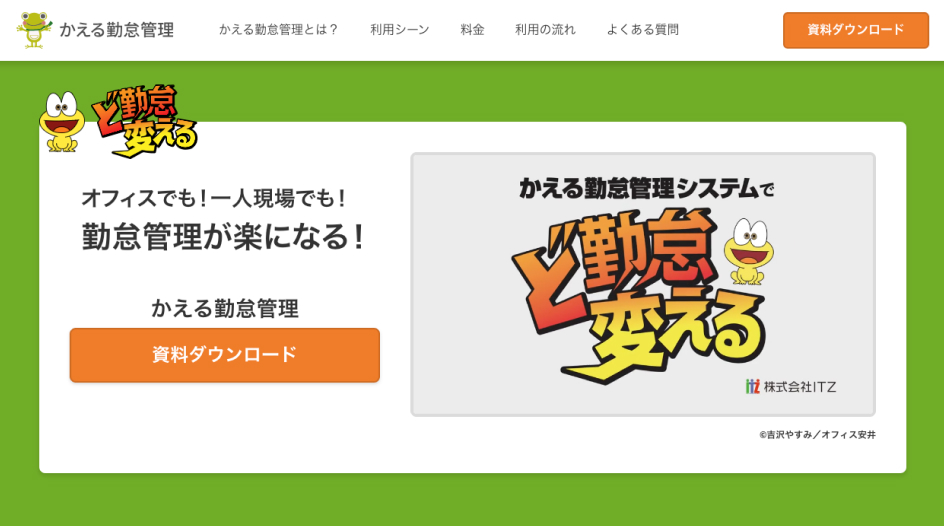 かえる勤怠管理
かえる勤怠管理とは？
利用シーン
料金
利用の流れ
よくある質問
資料ダウンロード
ど勤怠
変える
オフィスでも！一人現場でも！
勤怠管理が楽になる！
かえる勤怠管理
資料ダウンロード
かえる勤怠管理システムで
ど勤怠
変える
itz 株式会社ITZ
©吉沢やすみ／オフィス安井